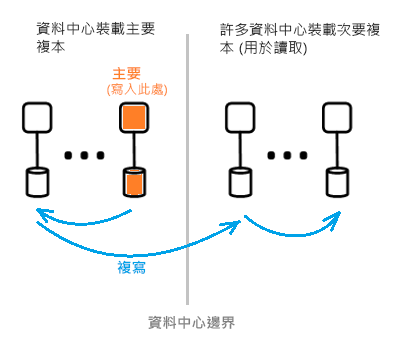 資料中心裝載主要
複本
許多資料中心裝載次要複
本 (用於讀取)
主要
(寫入此處)
複寫
資料中心邊界